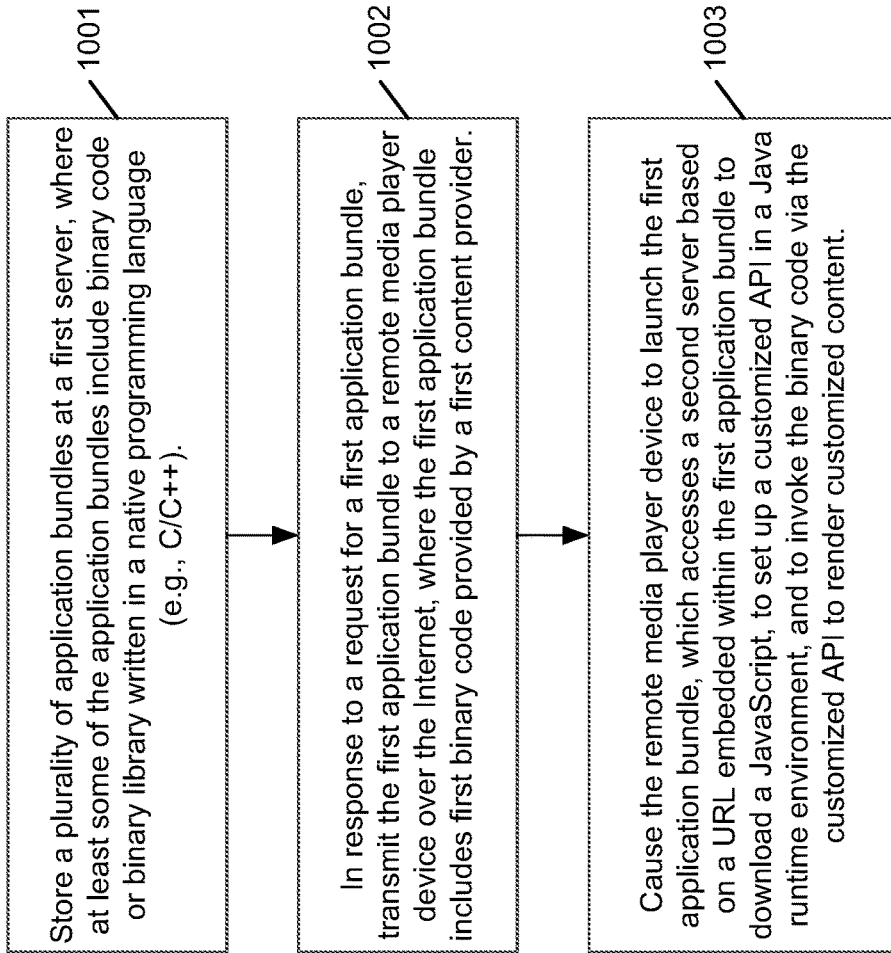 Store a plurality of application bundles at a first server, where
at least some of the application bundles include binary code
or binary library written in a native programming language
(e.g., C/C++).
1001
In response to a request for a first application bundle,
transmit the first application bundle to a remote media player
device over the Internet, where the first application bundle
includes first binary code provided by a first content provider.
1002
Cause the remote media player device to launch the first
application bundle, which accesses a second server based
on a URL embedded within the first application bundle to
download a JavaScript, to set up a customized API in a Java
runtime environment, and to invoke the binary code via the
customized API to render customized content.
1003